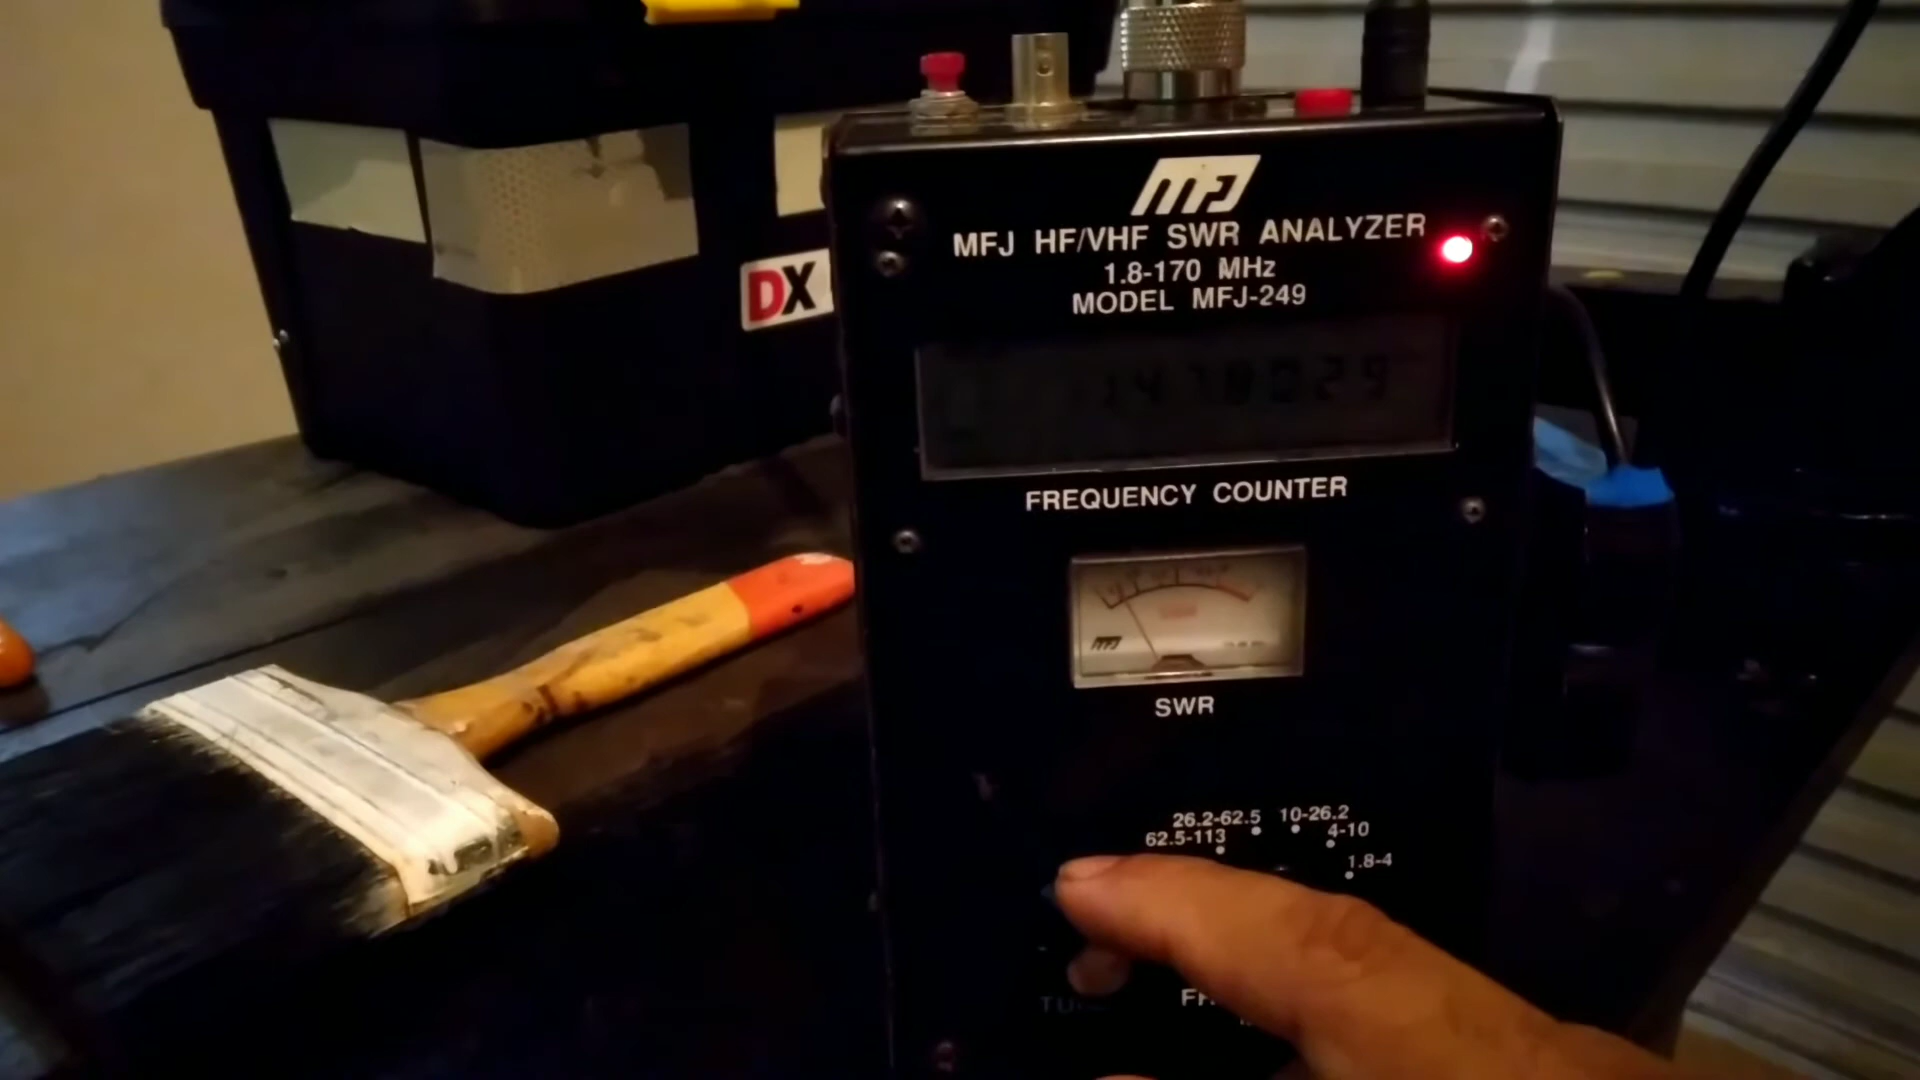 MFJ
MFJ HF/VHF SWR ANALYZER
1.8-170 MHz
MODEL MFJ-249
DX
FREQUENCY COUNTER
MFJ
SWR
26.2-62.5 10-26.2
62.5-113 4-10
1.8-4